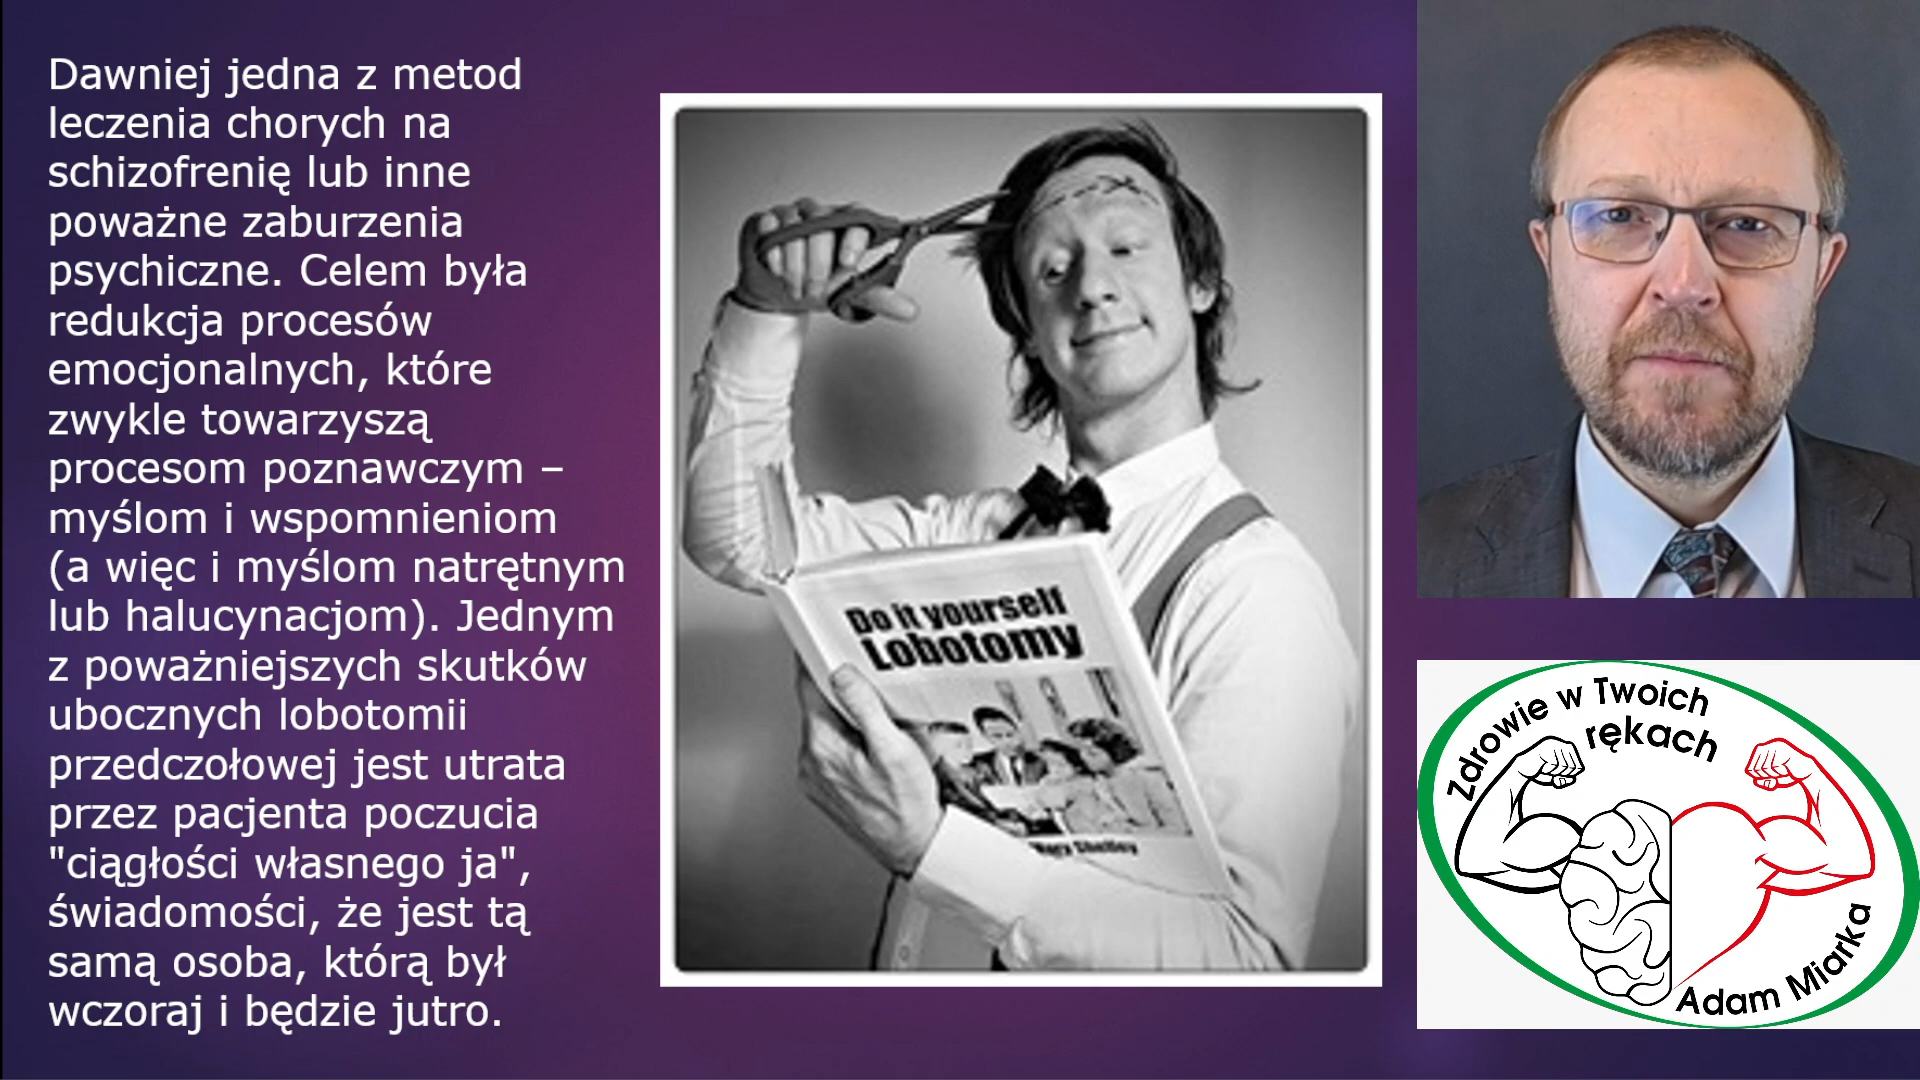 Dawniej jedna z metod
leczenia chorych na
schizofrenię lub inne
poważne zaburzenia
psychiczne. Celem była
redukcja procesów
emocjonalnych, które
zwykle towarzyszą
procesom poznawczym –
myślom i wspomnieniom
(a więc i myślom natrętnym
lub halucynacjom). Jednym
z poważniejszych skutków
ubocznych lobotomii
przedczołowej jest utrata
przez pacjenta poczucia
"ciągłości własnego ja",
świadomości, że jest tą
samą osoba, którą był
wczoraj i będzie jutro.
Do it yourself
Lobotomy
Mary Shelley
Zdrowie w Twoich
rękach
Adam Miarka